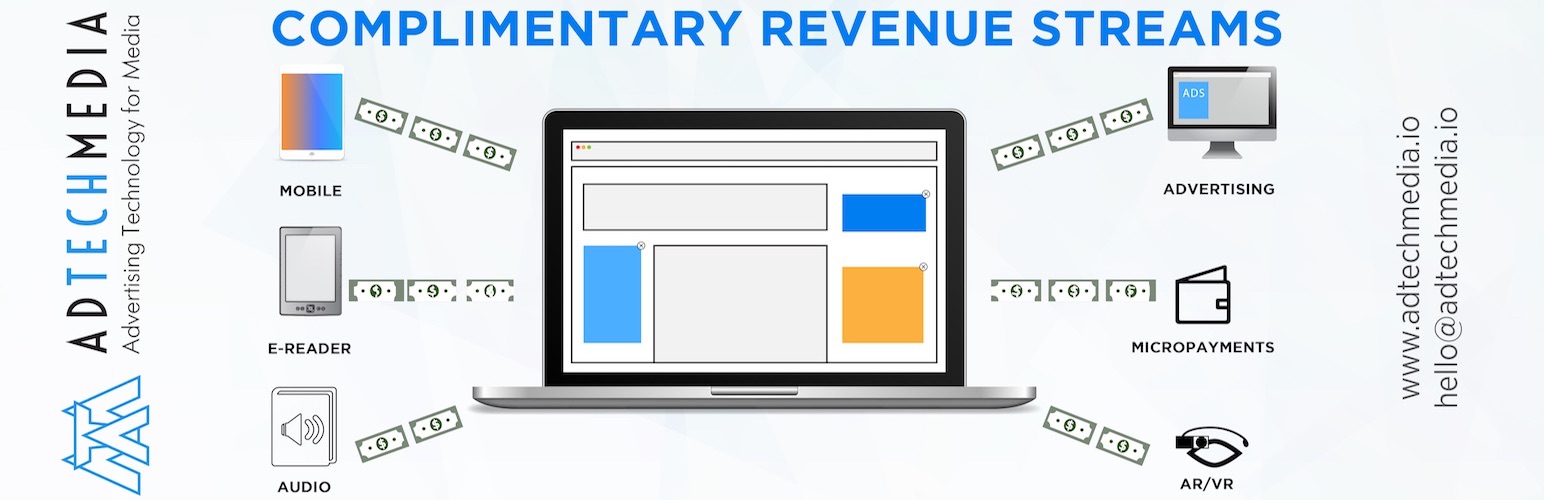 COMPLIMENTARY REVENUE STREAMS
ADTECHMEDIA
Advertising Technology for Media
MOBILE
E-READER
AUDIO
ADS
ADVERTISING
MICROPAYMENTS
AR/VR
www.adtechmedia.io
hello@adtechmedia.io